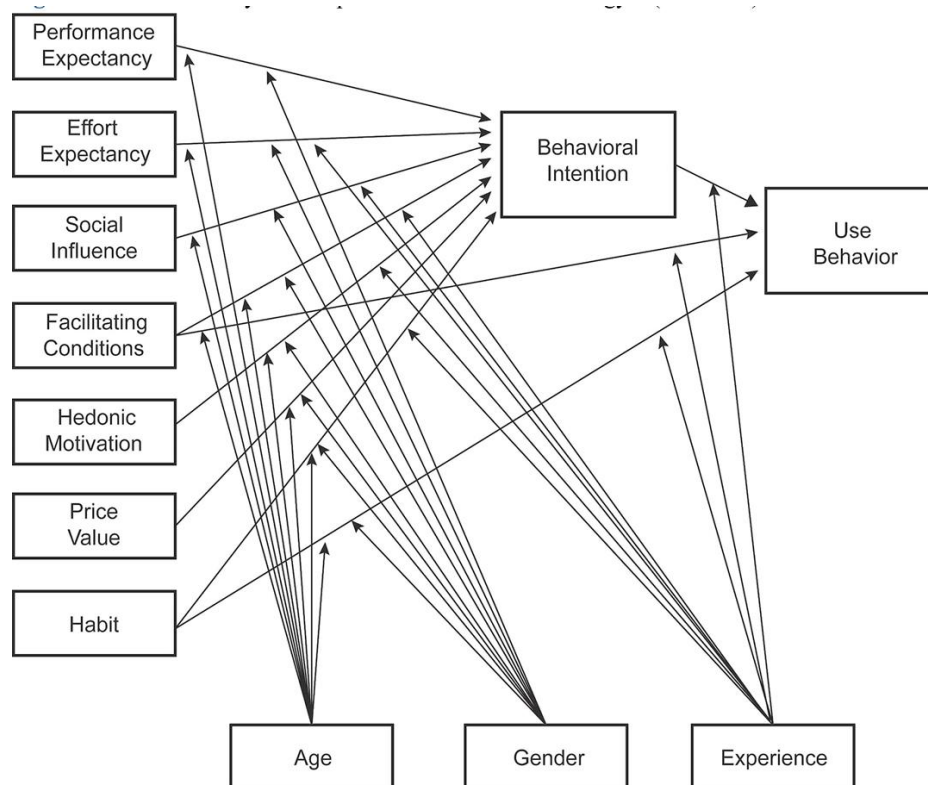 Performance
Expectancy
Effort
Expectancy
Social
Influence
Facilitating
Conditions
Hedonic
Motivation
Price
Value
Habit
Behavioral
Intention
Use
Behavior
Age
Gender
Experience